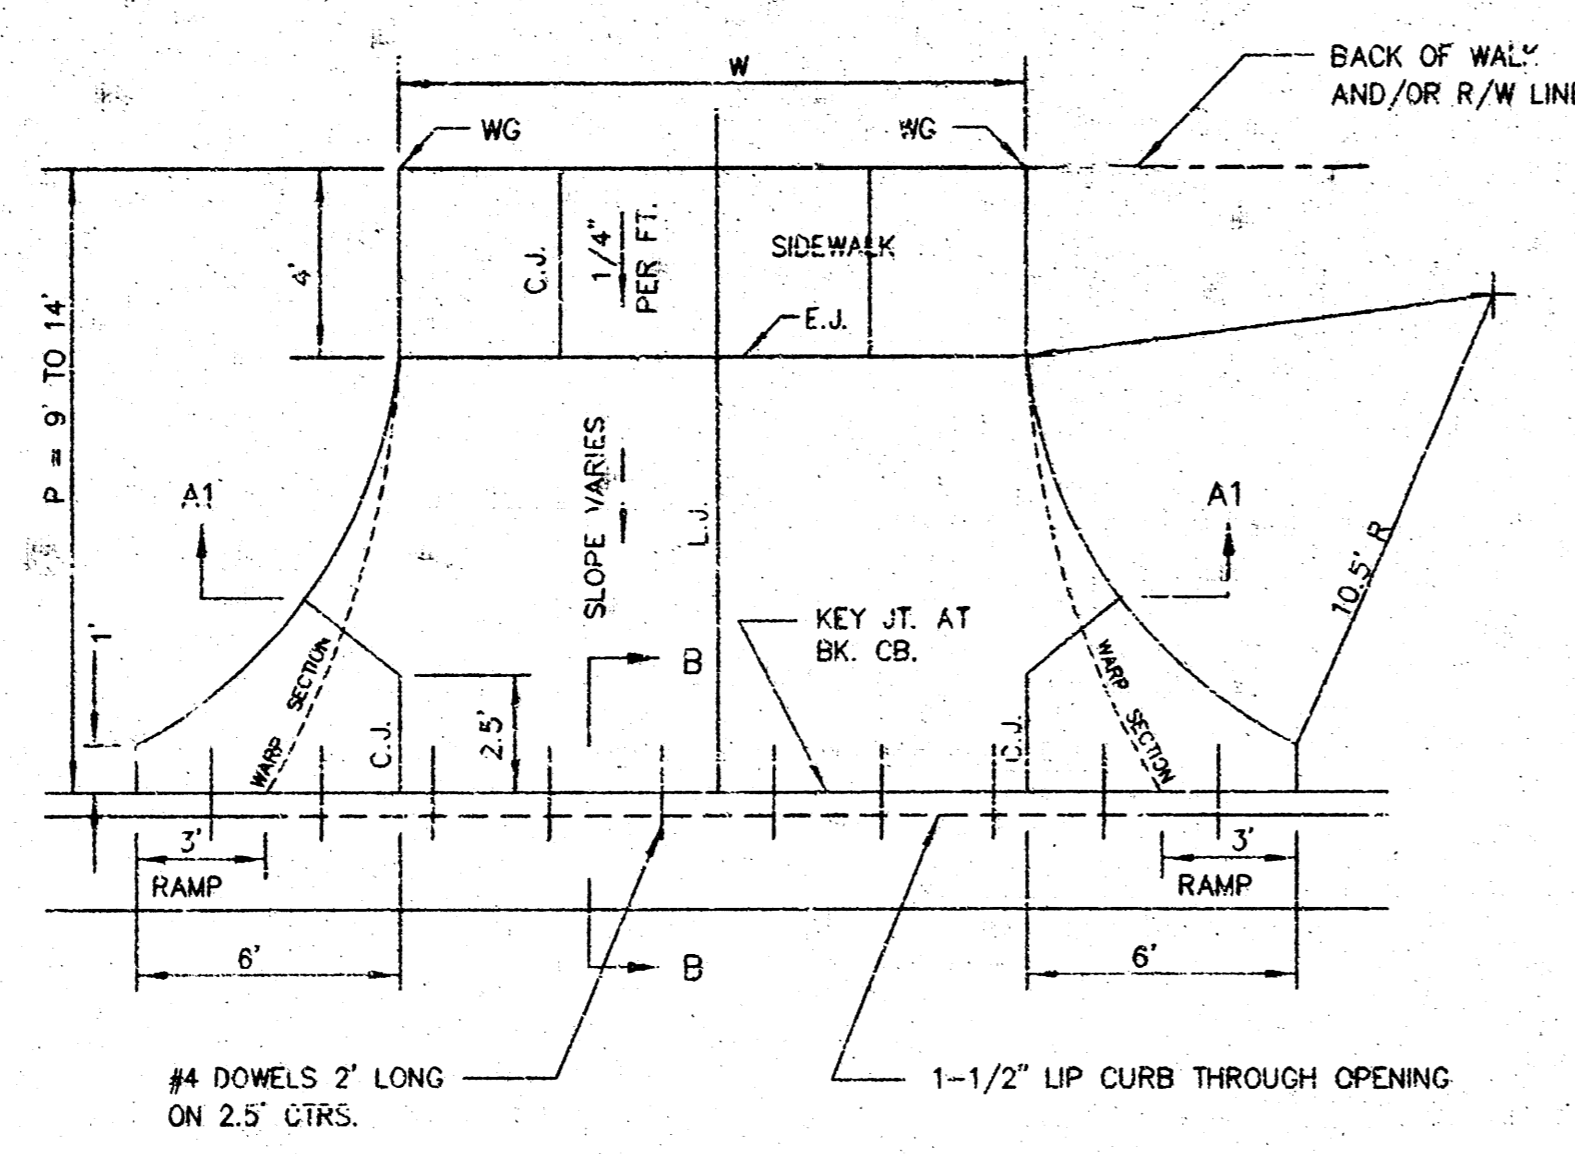 W
BACK OF WALK
AND/OR R/W LINE
WG
WG
4'
C.J.
1/4"
PER FT.
SIDEWALK
E.J.
P = 9' TO 14'
A1
SLOPE VARIES
L.J.
A1
10.5' R
1'
KEY JT. AT
BK. CB.
B
WARP SECTION
C.J.
2.5'
C.J.
WARP SECTION
3'
RAMP
3'
RAMP
6'
B
6'
#4 DOWELS 2' LONG
ON 2.5' CTRS.
1-1/2" LIP CURB THROUGH OPENING